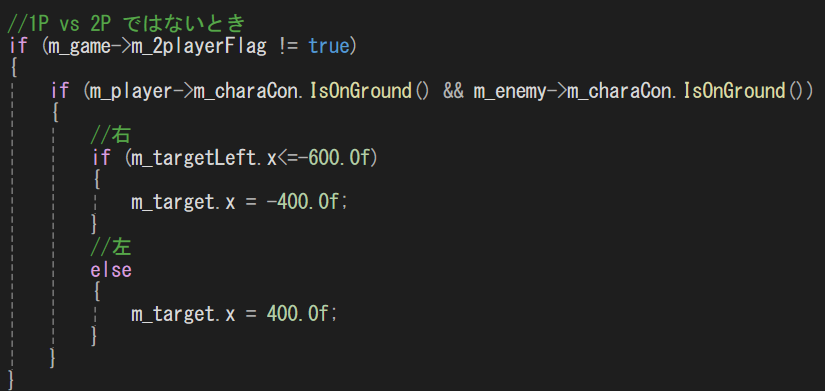 //1P vs 2P ではないとき
if (m_game->m_2playerFlag != true)
{
if (m_player->m_charaCon.IsOnGround() && m_enemy->m_charaCon.IsOnGround())
{
//右
if (m_targetLeft.x<=-600.0f)
{
m_target.x = -400.0f;
}
//左
else
{
m_target.x = 400.0f;
}
}
}